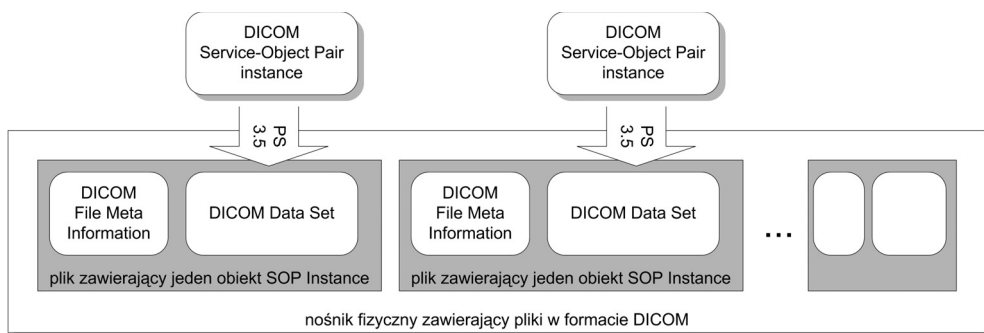 DICOM
Service-Object Pair
instance
DICOM
Service-Object Pair
instance
PS
3.5
PS
3.5
DICOM
File Meta
Information
DICOM Data Set
DICOM
File Meta
Information
DICOM Data Set
...
plik zawierający jeden obiekt SOP Instance
plik zawierający jeden obiekt SOP Instance
nośnik fizyczny zawierający pliki w formacie DICOM